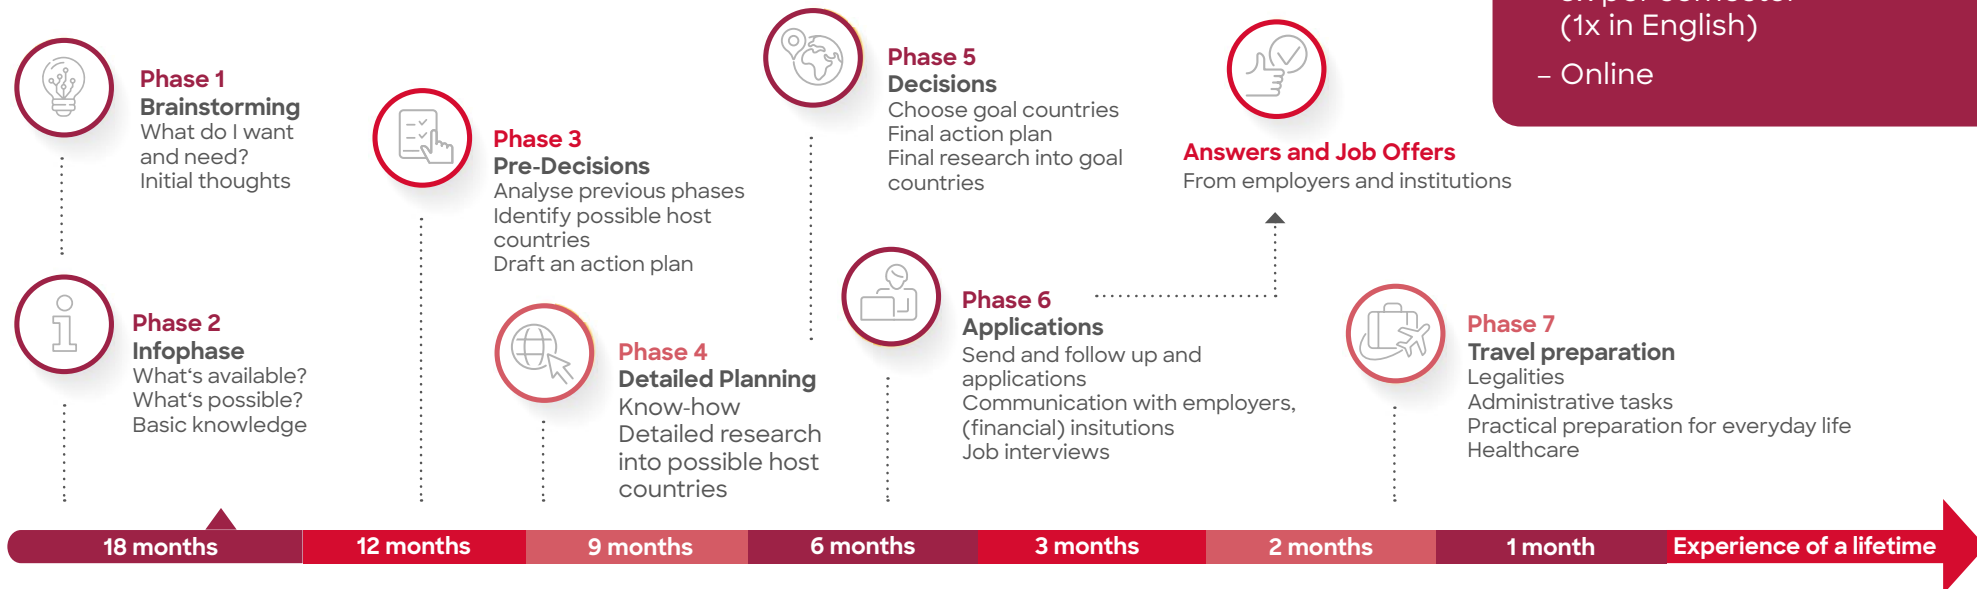 Phase 1
Brainstorming
What do I want
and need?
Initial thoughts
Phase 2
Infophase
What's available?
What's possible?
Basic knowledge
Phase 3
Pre-Decisions
Analyse previous phases
Identify possible host
countries
Draft an action plan
Phase 4
Detailed Planning
Know-how
Detailed research
into possible host
countries
Phase 5
Decisions
Choose goal countries
Final action plan
Final research into goal
countries
Phase 6
Applications
Send and follow up and
applications
Communication with employers,
(financial) insitutions
Job interviews
Answers and Job Offers
From employers and institutions
(1x in English)
– Online
Phase 7
Travel preparation
Legalities
Administrative tasks
Practical preparation for everyday life
Healthcare
18 months
12 months
9 months
6 months
3 months
2 months
1 month
Experience of a lifetime